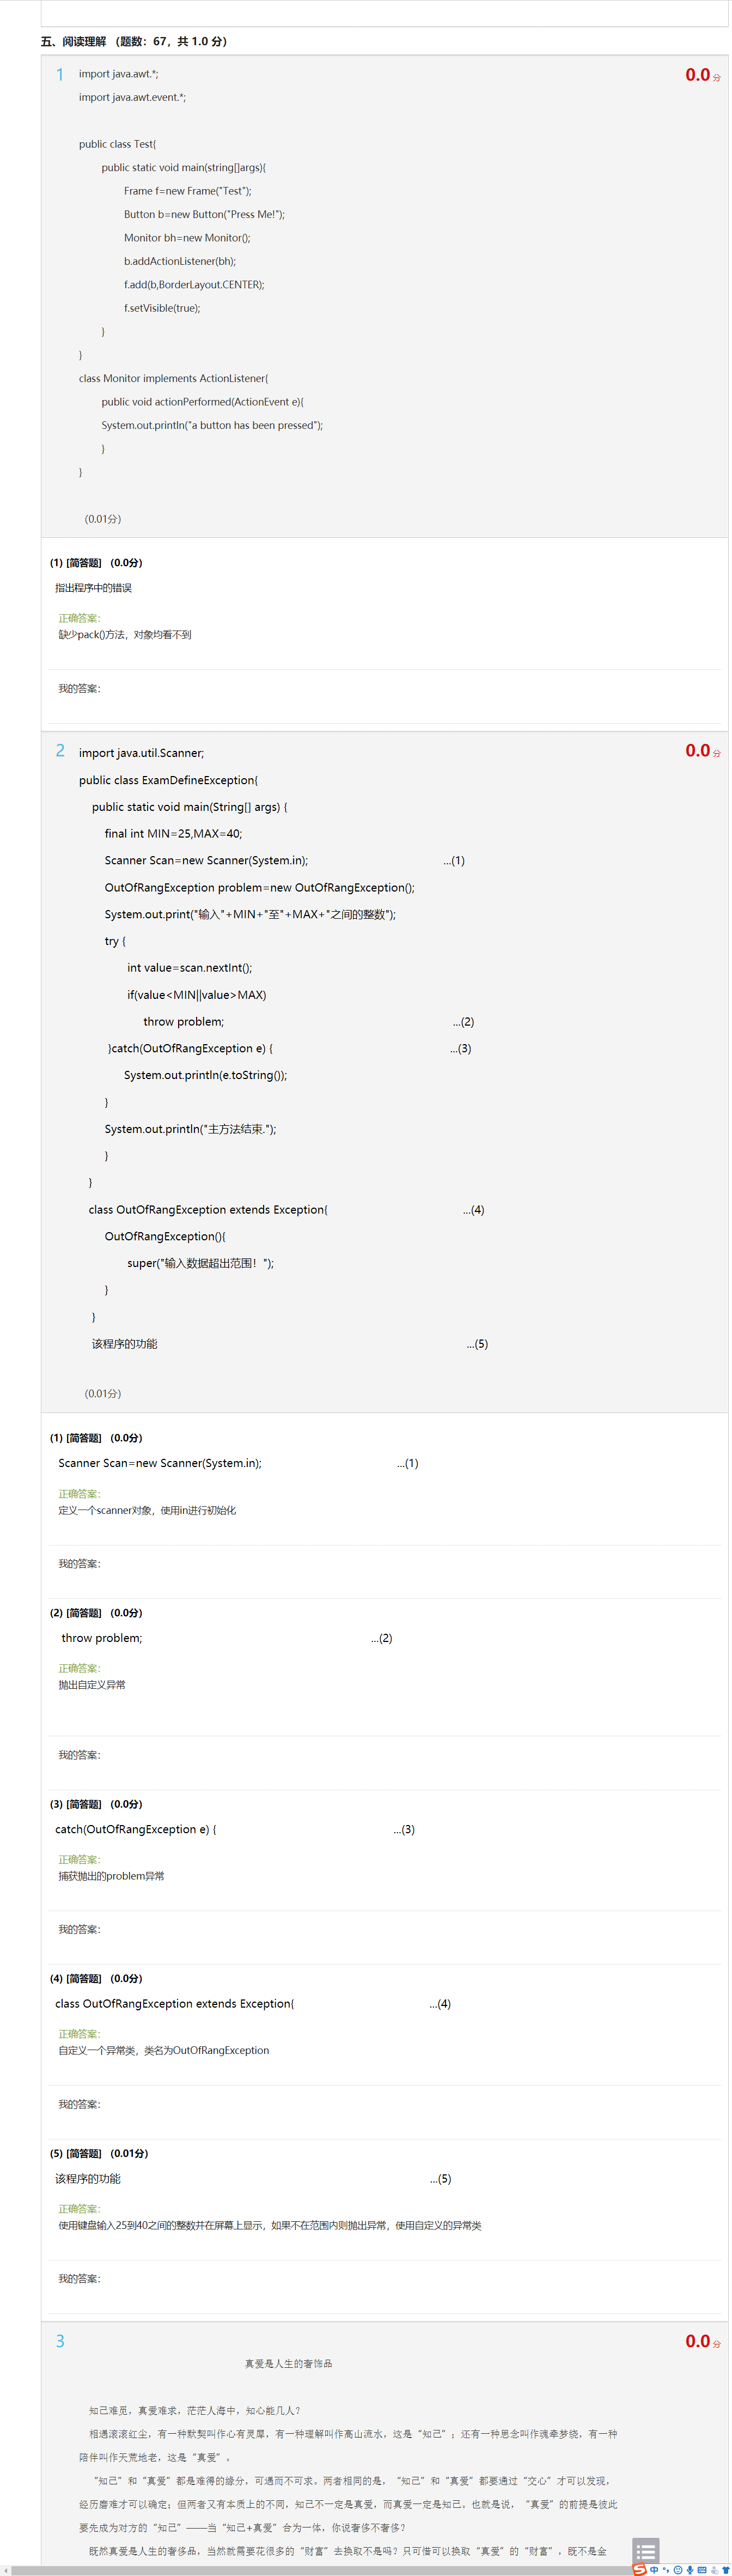 五、阅读理解 （题数：67，共 1.0 分）
1
0.0 分
import java.awt.*;
import java.awt.event.*;
public class Test{
public static void main(string[]args){
Frame f=new Frame("Test");
Button b=new Button("Press Me!");
Monitor bh=new Monitor();
b.addActionListener(bh);
f.add(b,BorderLayout.CENTER);
f.setVisible(true);
}
}
class Monitor implements ActionListener{
public void actionPerformed(ActionEvent e){
System.out.println("a button has been pressed");
}
}
（0.01分）
(1) [简答题] （0.0分）
指出程序中的错误
正确答案：
缺少pack()方法，对象均看不到
我的答案：
2
0.0 分
import java.util.Scanner;
public class ExamDefineException{
public static void main(String[] args) {
final int MIN=25,MAX=40;
Scanner Scan=new Scanner(System.in); ...(1)
OutOfRangException problem=new OutOfRangException();
System.out.print("输入"+MIN+"至"+MAX+"之间的整数");
try {
int value=scan.nextInt();
if(value<MIN||value>MAX)
throw problem; ...(2)
}catch(OutOfRangException e) { ...(3)
System.out.println(e.toString());
}
System.out.println("主方法结束.");
}
}
class OutOfRangException extends Exception{ ...(4)
OutOfRangException(){
super("输入数据超出范围！");
}
}
该程序的功能 ...(5)
（0.01分）
(1) [简答题] （0.0分）
Scanner Scan=new Scanner(System.in); ...(1)
正确答案：
定义一个scanner对象，使用in进行初始化
我的答案：
(2) [简答题] （0.0分）
throw problem; ...(2)
正确答案：
抛出自定义异常
我的答案：
(3) [简答题] （0.0分）
catch(OutOfRangException e) { ...(3)
正确答案：
捕获抛出的problem异常
我的答案：
(4) [简答题] （0.0分）
class OutOfRangException extends Exception{ ...(4)
正确答案：
自定义一个异常类，类名为OutOfRangException
我的答案：
(5) [简答题] （0.01分）
该程序的功能 ...(5)
正确答案：
使用键盘输入25到40之间的整数并在屏幕上显示，如果不在范围内则抛出异常，使用自定义的异常类
我的答案：
3
0.0 分
真爱是人生的奢饰品
知己难觅，真爱难求，茫茫人海中，知心能几人？
相遇滚滚红尘，有一种默契叫作心有灵犀，有一种理解叫作高山流水，这是“知己”；还有一种思念叫作魂牵梦绕，有一种
陪伴叫作天荒地老，这是“真爱”。
“知己”和“真爱”都是难得的缘分，可遇而不可求。两者相同的是，“知己”和“真爱”都要通过“交心”才可以发现，
经历磨难才可以确定；但两者又有本质上的不同，知己不一定是真爱，而真爱一定是知己。也就是说，“真爱”的前提是彼此
要先成为对方的“知己”——当“知己+真爱”合为一体，你说奢侈不奢侈？
既然真爱是人生的奢侈品，当然就需要花很多的“财富”去换取不是吗？只可惜可以换取“真爱”的“财富”，既不是金
中